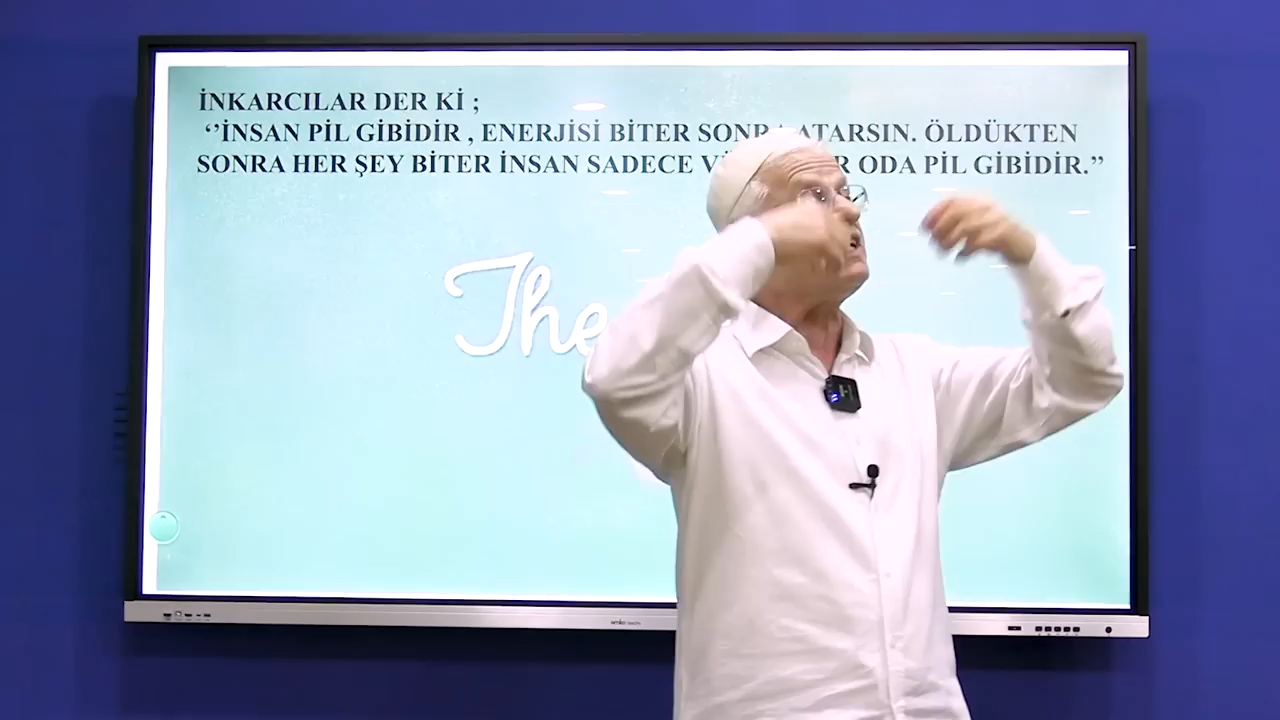 İNKARCILAR DER Kİ ;
‘’İNSAN PİL GİBİDİR , ENERJİSİ BİTER SONRA ATARSIN. ÖLDÜKTEN
SONRA HER ŞEY BİTER İNSAN SADECE ODA PİL GİBİDİR.’’
The